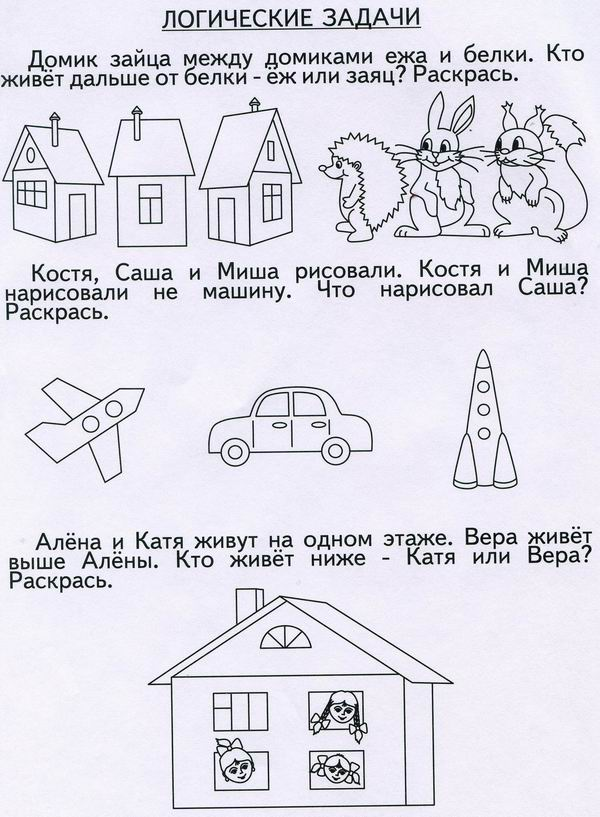 ЛОГИЧЕСКИЕ ЗАДАЧИ
Домик зайца между домиками ежа и белки. Кто
живёт дальше от белки - ёж или заяц? Раскрась.
Костя, Саша и Миша рисовали. Костя и Миша
нарисовали не машину. Что нарисовал Саша?
Раскрась.
Алёна и Катя живут на одном этаже. Вера живёт
выше Алёны. Кто живёт ниже - Катя или Вера?
Раскрась.